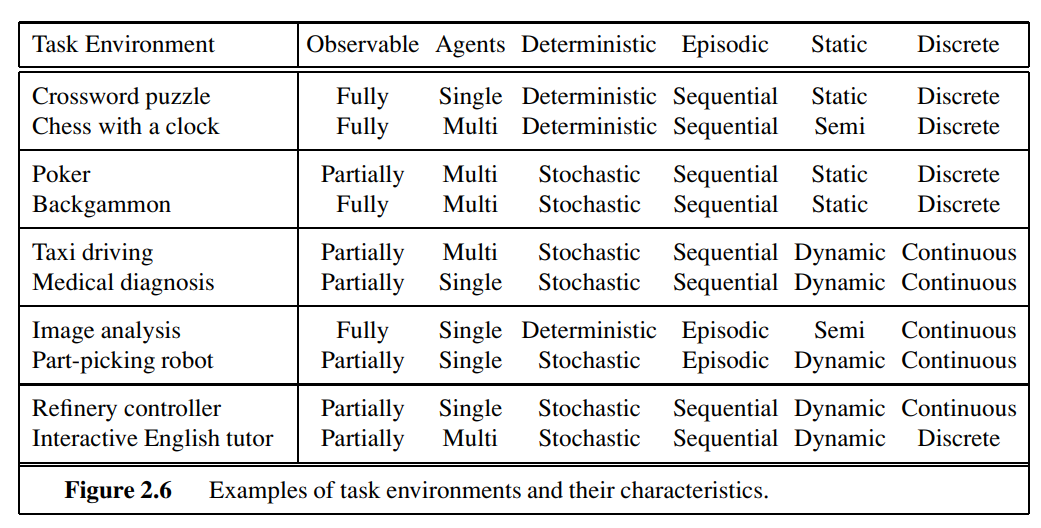 Task Environment Observable Agents Deterministic Episodic Static Discrete
Crossword puzzle Fully Single Deterministic Sequential Static Discrete
Chess with a clock Fully Multi Deterministic Sequential Semi Discrete
Poker Partially Multi Stochastic Sequential Static Discrete
Backgammon Fully Multi Stochastic Sequential Static Discrete
Taxi driving Partially Multi Stochastic Sequential Dynamic Continuous
Medical diagnosis Partially Single Stochastic Sequential Dynamic Continuous
Image analysis Fully Single Deterministic Episodic Semi Continuous
Part-picking robot Partially Single Stochastic Episodic Dynamic Continuous
Refinery controller Partially Single Stochastic Sequential Dynamic Continuous
Interactive English tutor Partially Multi Stochastic Sequential Dynamic Discrete
Figure 2.6 Examples of task environments and their characteristics.